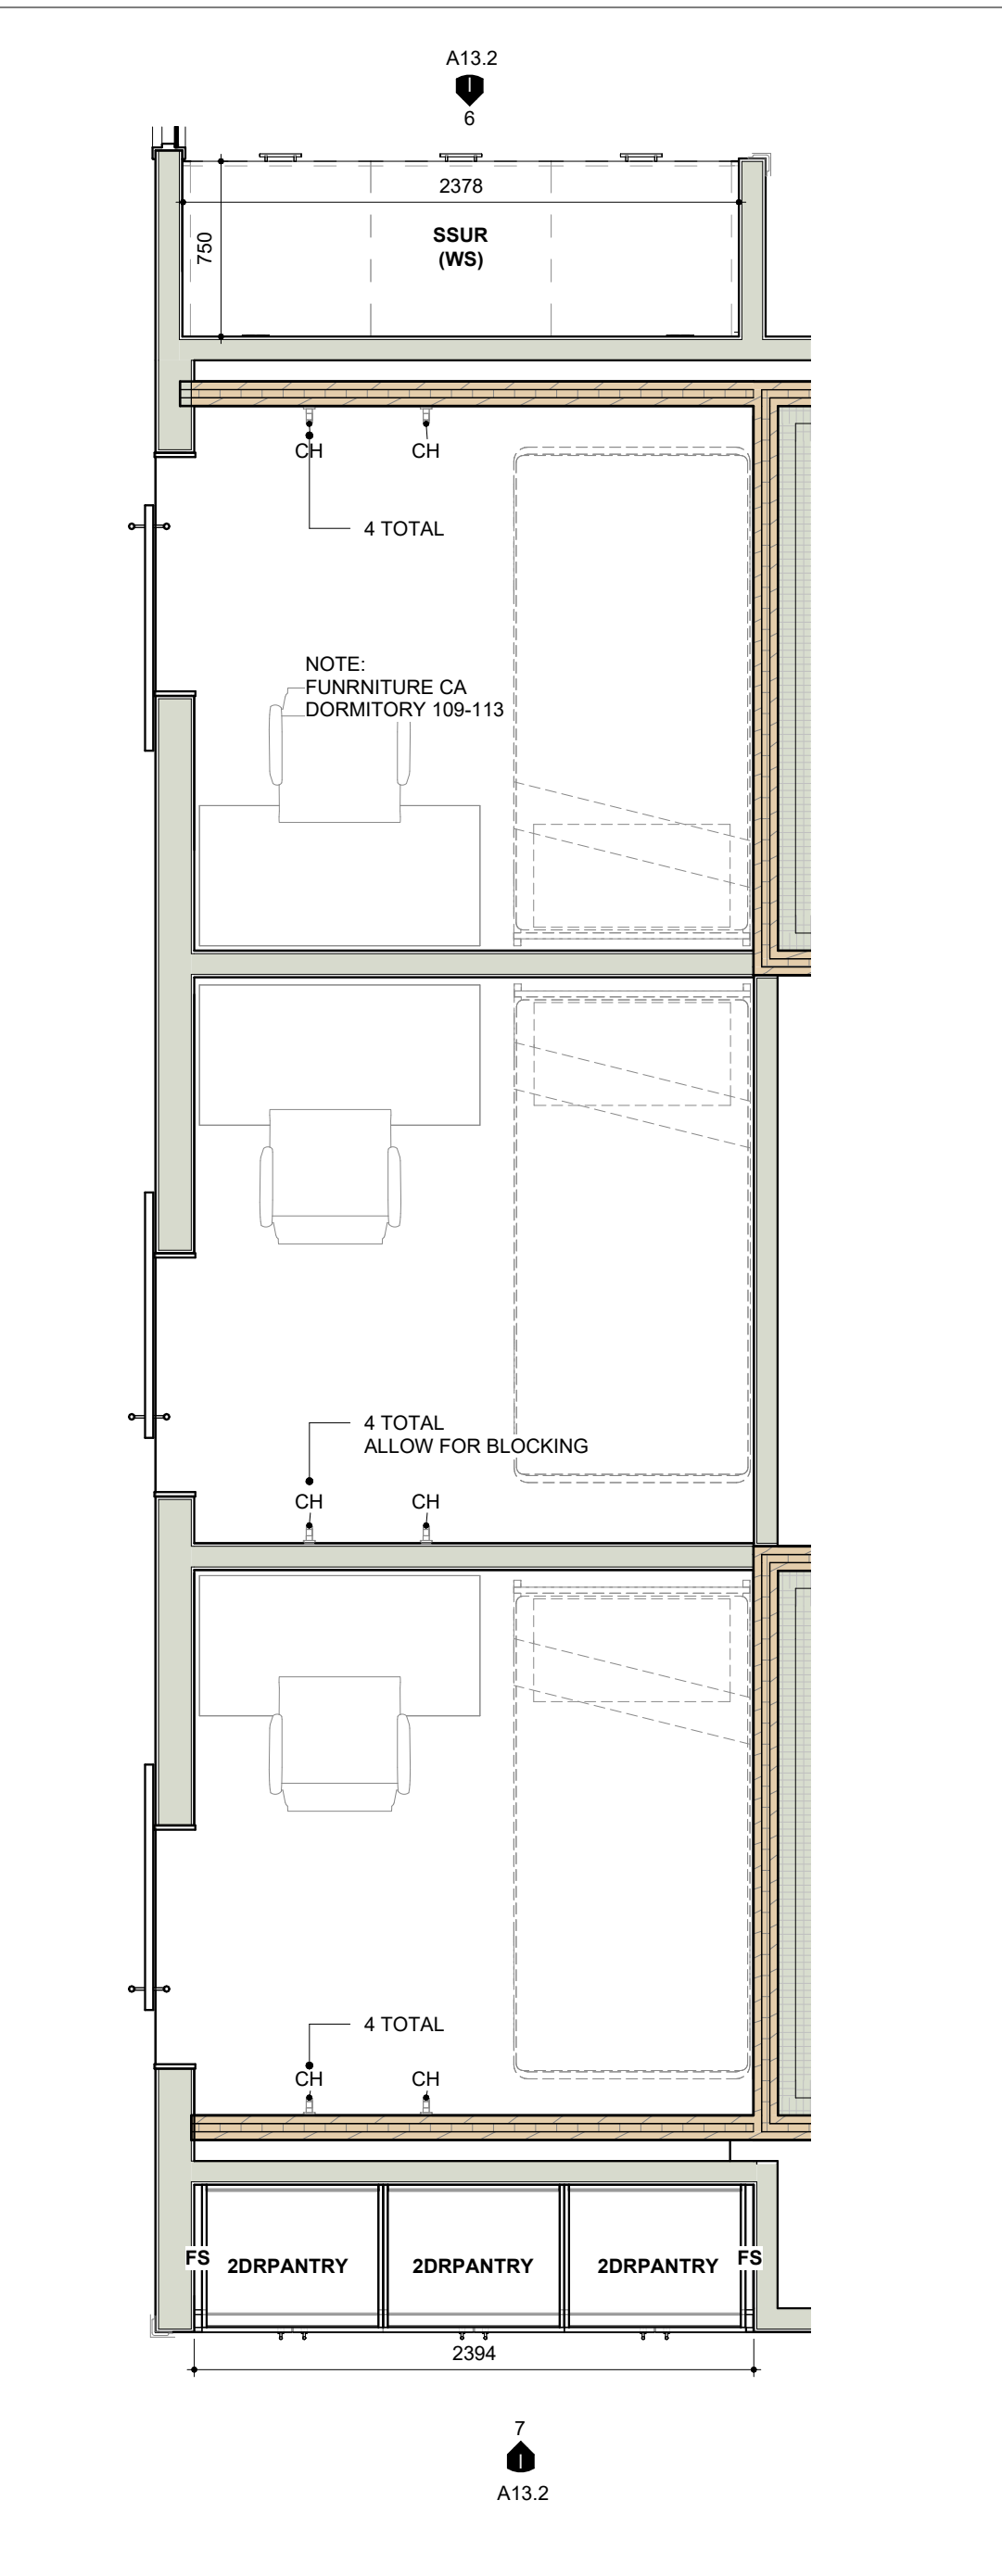 A13.2
6
2378
750
SSUR
(WS)
CH
CH
4 TOTAL
NOTE:
FUNRNITURE CA
DORMITORY 109-113
4 TOTAL
ALLOW FOR BLOCKING
CH
CH
4 TOTAL
CH
CH
FS
2DRPANTRY
2DRPANTRY
2DRPANTRY
FS
2394
7
A13.2